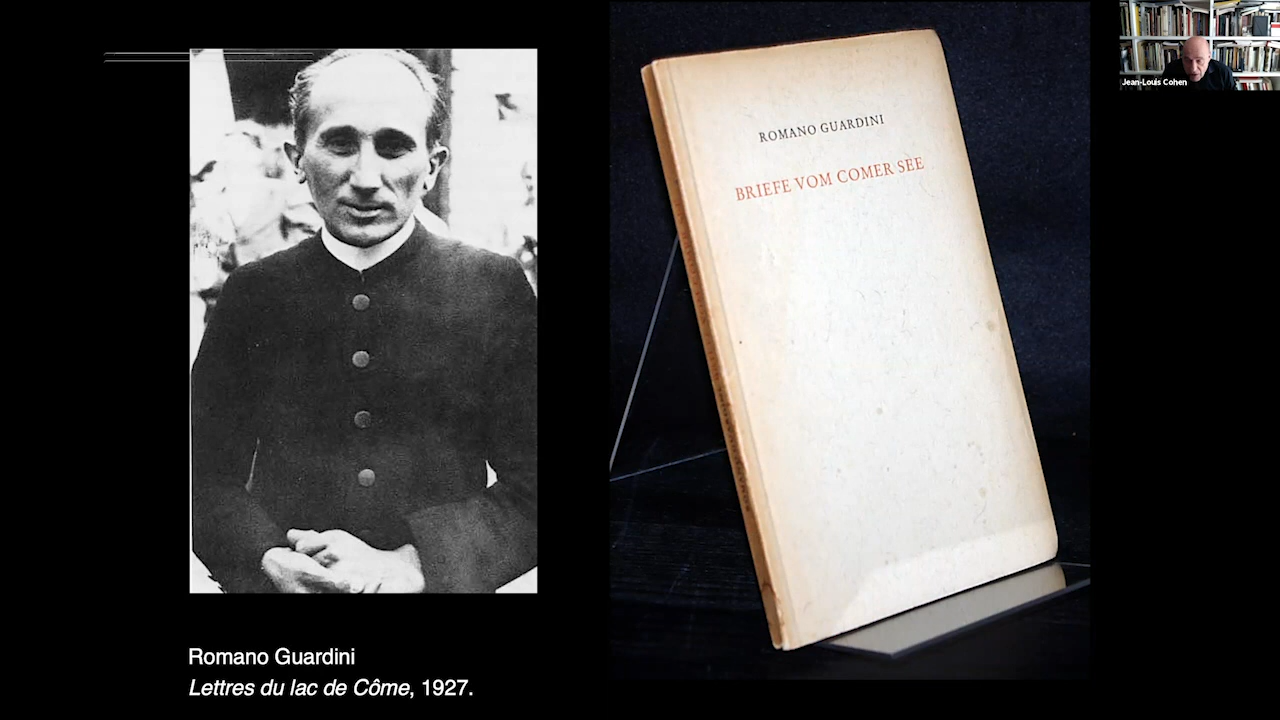 ROMANO GUARDINI
BRIEFE VOM COMER SEE
Jean-Louis Cohen
Romano Guardini
Lettres du lac de Côme, 1927.